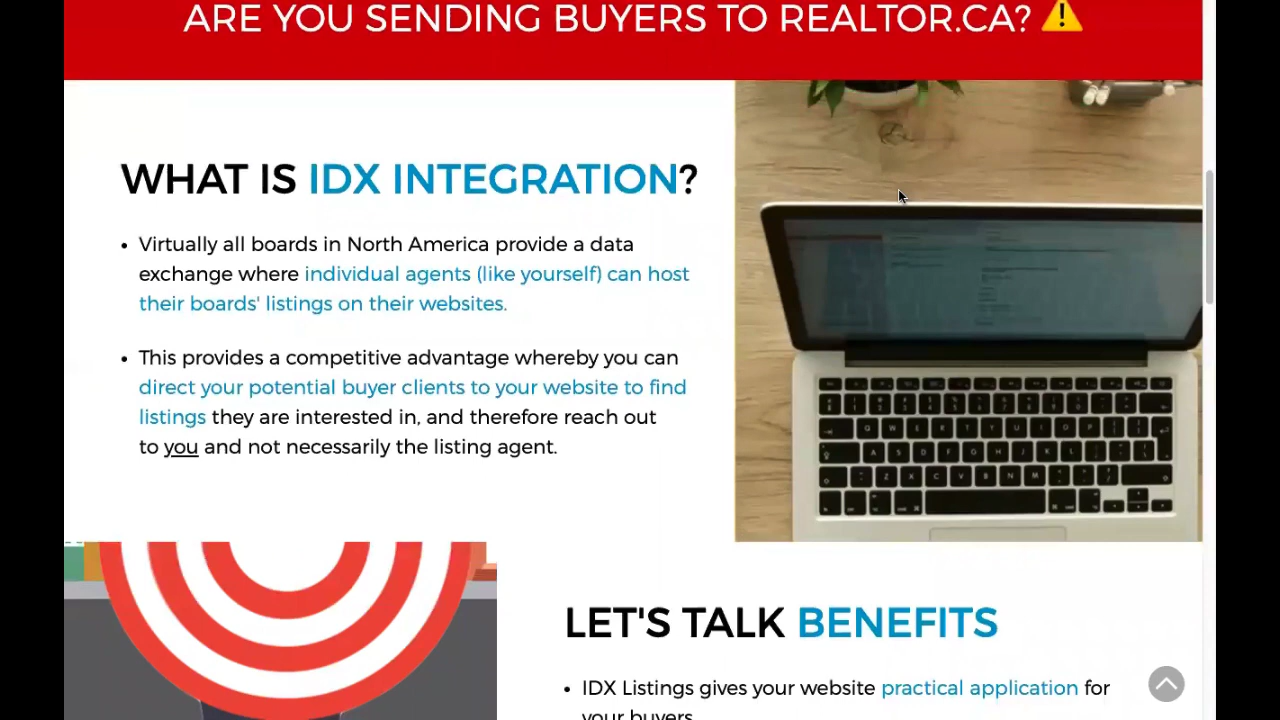 ARE YOU SENDING BUYERS TO REALTOR.CA? ⚠️
WHAT IS IDX INTEGRATION?
• Virtually all boards in North America provide a data
exchange where individual agents (like yourself) can host
their boards' listings on their websites.
• This provides a competitive advantage whereby you can
direct your potential buyer clients to your website to find
listings they are interested in, and therefore reach out
to you and not necessarily the listing agent.
LET'S TALK BENEFITS
• IDX Listings gives your website practical application for
your buyers